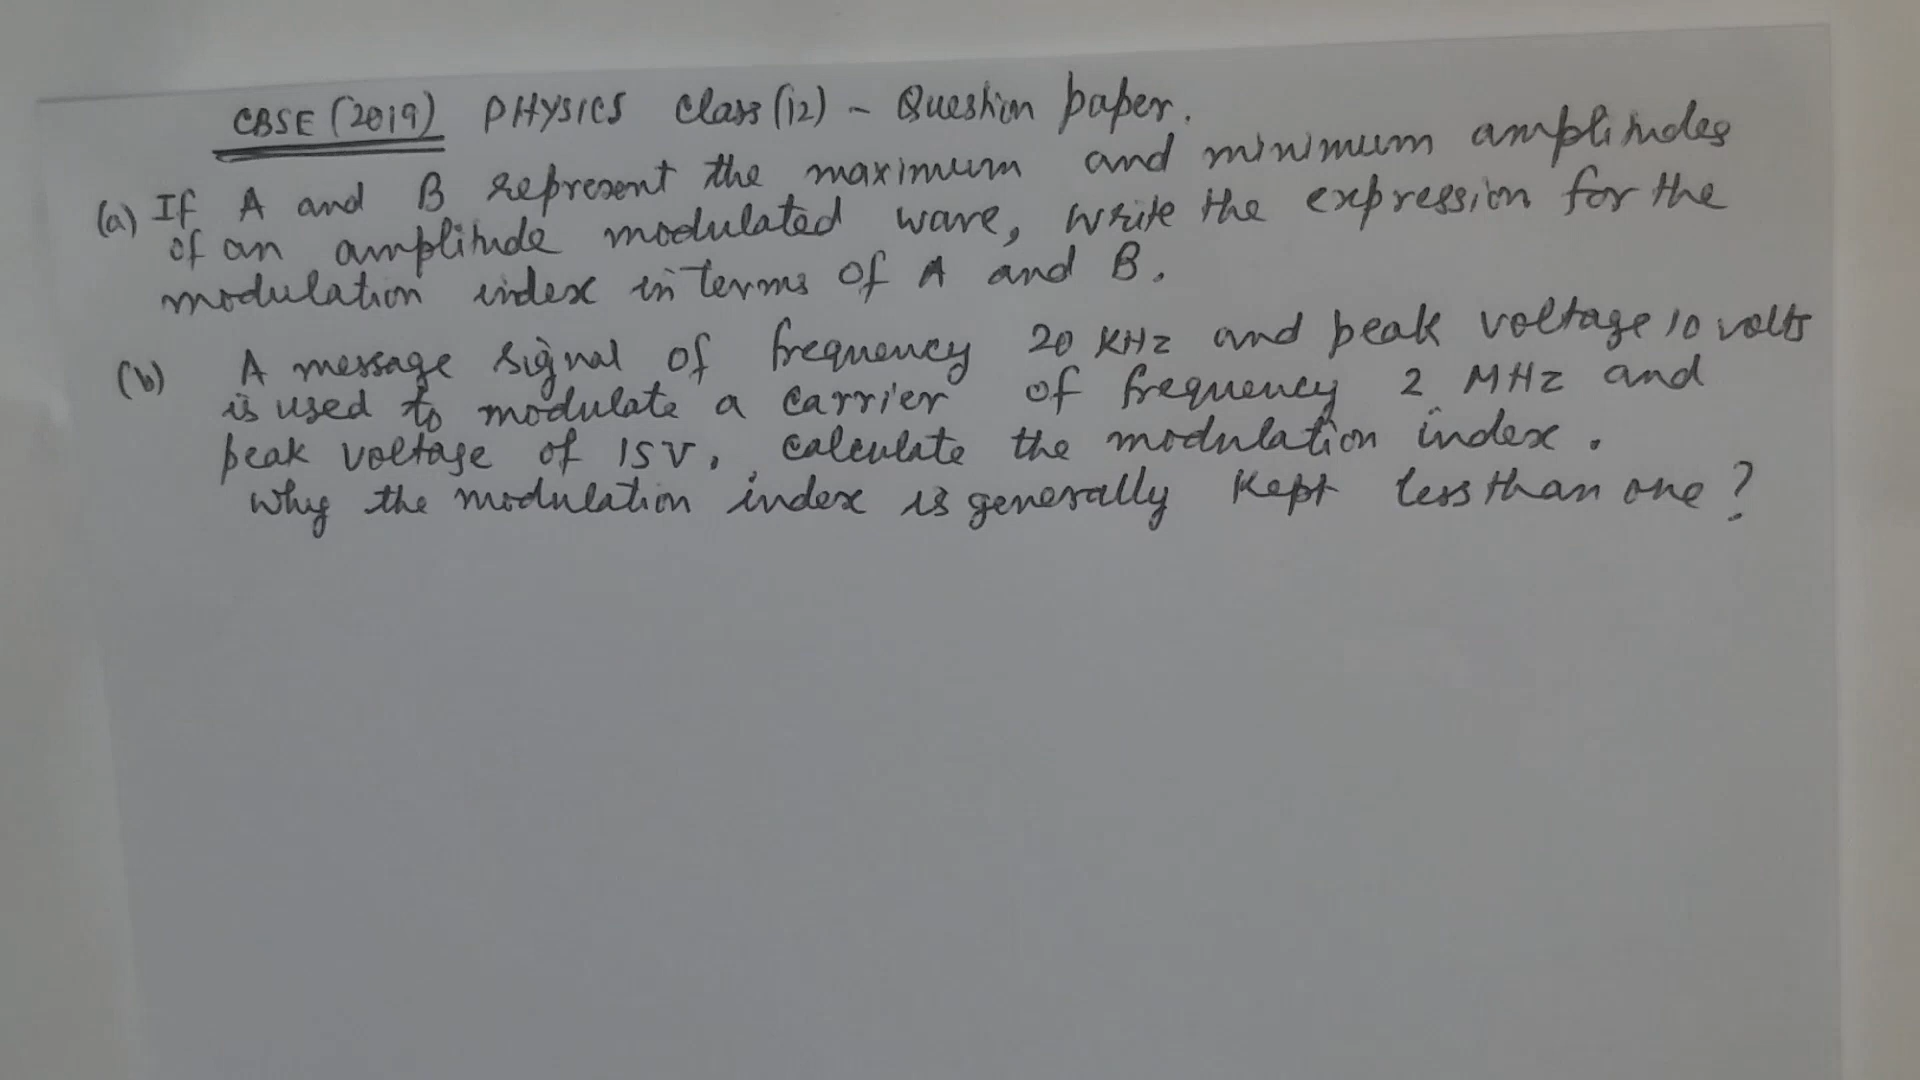 CBSE (2019) PHYSICS Class (12) - Question paper.
(a) If A and B represent the maximum and minimum amplitudes
of an amplitude modulated wave, write the expression for the
modulation index in terms of A and B.
(b) A message signal of frequency 20 KHz and peak voltage 10 volts
is used to modulate a carrier of frequency 2 MHz and
peak voltage of 15V. calculate the modulation index.
Why the modulation index is generally kept less than one?